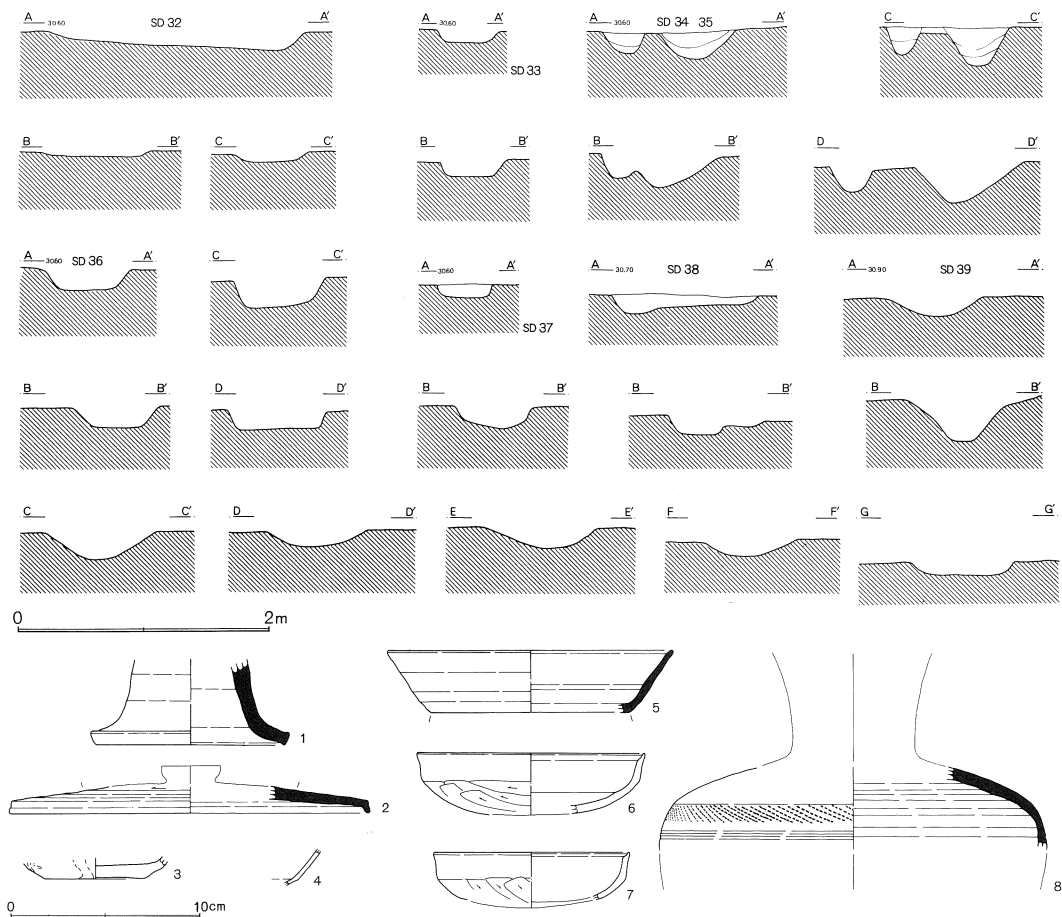 A 30.60 SD 32 A′
A 30.60 A′
SD 33
A 30.60 SD 34 35 A′
C C′
B B′
C C′
B B′
B B′
D D′
A 30.60 SD 36 A′
C C′
A 30.60 A′
SD 37
A 30.70 SD 38 A′
A 30.90 SD 39 A′
B B′
D D′
B B′
B B′
B B′
C C′
D D′
E E′
F F′
G G′
0 2m
1
2
3
4
5
6
7
8
0 10cm